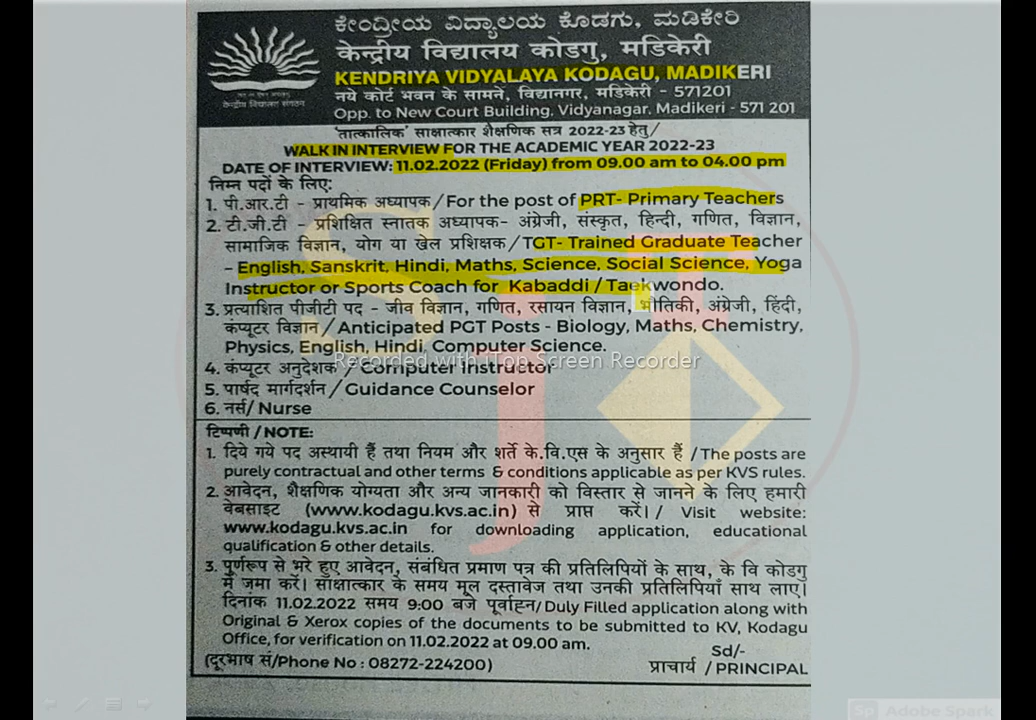 ಕೇಂದ್ರೀಯ ವಿದ್ಯಾಲಯ ಕೊಡಗು, ಮಡಿಕೇರಿ
केन्द्रीय विद्यालय कोडगु, मडिकेरी
KENDRIYA VIDYALAYA KODAGU, MADIKERI
नये कोर्ट भवन के सामने, विद्यानगर, मडिकेरी - 571201
केन्द्रीय विद्यालय संगठन
Opp. to New Court Building, Vidyanagar, Madikeri - 571 201
'तात्कालिक' साक्षात्कार शैक्षणिक सत्र 2022-23 हेतु/
WALK IN INTERVIEW FOR THE ACADEMIC YEAR 2022-23
DATE OF INTERVIEW: 11.02.2022 (Friday) from 09.00 am to 04.00 pm
निम्न पदों के लिए:
1. पी.आर.टी - प्राथमिक अध्यापक/For the post of PRT- Primary Teachers
2. टी.जी.टी - प्रशिक्षित स्नातक अध्यापक- अंग्रेजी, संस्कृत, हिन्दी, गणित, विज्ञान,
सामाजिक विज्ञान, योग या खेल प्रशिक्षक/TGT- Trained Graduate Teacher
- English, Sanskrit, Hindi, Maths, Science, Social Science, Yoga
Instructor or Sports Coach for Kabaddi / Taekwondo.
3. प्रत्याशित पीजीटी पद - जीव विज्ञान, गणित, रसायन विज्ञान, भौतिकी, अंग्रेजी, हिंदी,
कंप्यूटर विज्ञान/Anticipated PGT Posts - Biology, Maths, Chemistry,
Physics, English, Hindi, Computer Science.
Recorded with iTop Screen Recorder
4. कंप्यूटर अनुदेशक / Computer Instructor
5. पार्षद मार्गदर्शन / Guidance Counselor
6. नर्स/ Nurse
टिप्पणी /NOTE:
1. दिये गये पद अस्थायी हैं तथा नियम और शर्ते के.वि.एस के अनुसार हैं /The posts are
purely contractual and other terms & conditions applicable as per KVS rules.
2. आवेदन, शैक्षणिक योग्यता और अन्य जानकारी को विस्तार से जानने के लिए हमारी
वेबसाइट (www.kodagu.kvs.ac.in) से प्राप्त करें।/ Visit website:
www.kodagu.kvs.ac.in for downloading application, educational
qualification & other details.
3. पूर्णरूप से भरे हुए आवेदन, संबंधित प्रमाण पत्र की प्रतिलिपियों के साथ, के वि कोडगु
में जमा करें। साक्षात्कार के समय मूल दस्तावेज तथा उनकी प्रतिलिपियाँ साथ लाए।
दिनांक 11.02.2022 समय 9:00 बजे पूर्वाह्न/Duly Filled application along with
Original & Xerox copies of the documents to be submitted to KV, Kodagu
Office, for verification on 11.02.2022 at 09.00 am.
Sd/-
(दूरभाष सं/Phone No : 08272-224200) प्राचार्य / PRINCIPAL
S
J
T
Sp Adobe Spark